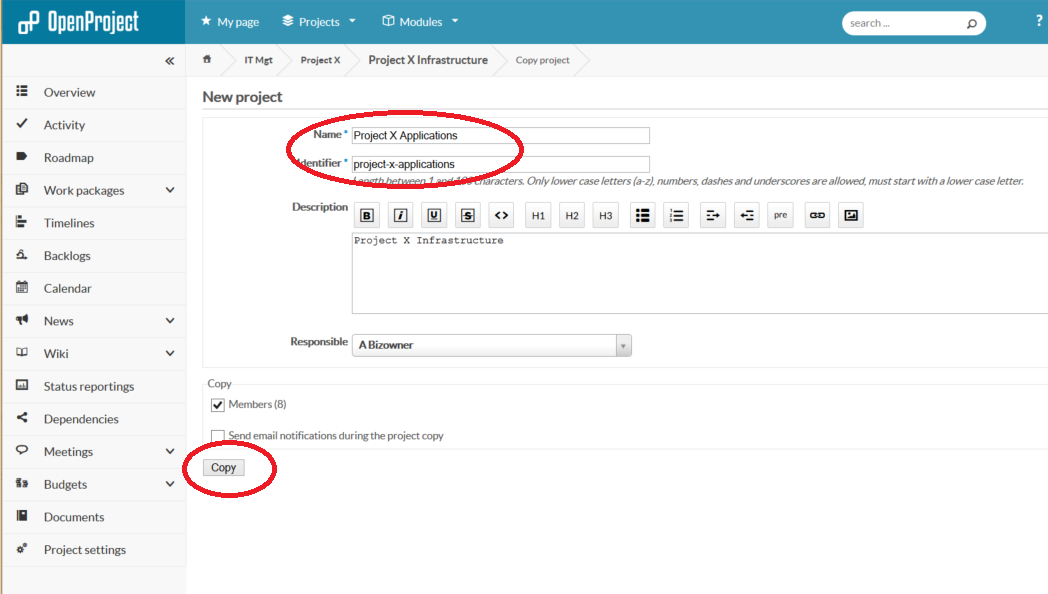 OpenProject My page Projects Modules search ... ?
« IT Mgt Project X Project X Infrastructure Copy project
Overview
Activity
Roadmap
Work packages
Timelines
Backlogs
Calendar
News
Wiki
Status reportings
Dependencies
Meetings
Budgets
Documents
Project settings
New project
Name * Project X Applications
Identifier * project-x-applications
Length between 1 and characters. Only lower case letters (a-z), numbers, dashes and underscores are allowed, must start with a lower case letter.
Description B i U S <> H1 H2 H3 pre
Project X Infrastructure
Responsible A Bizowner
Copy
Members (8)
Send email notifications during the project copy
Copy